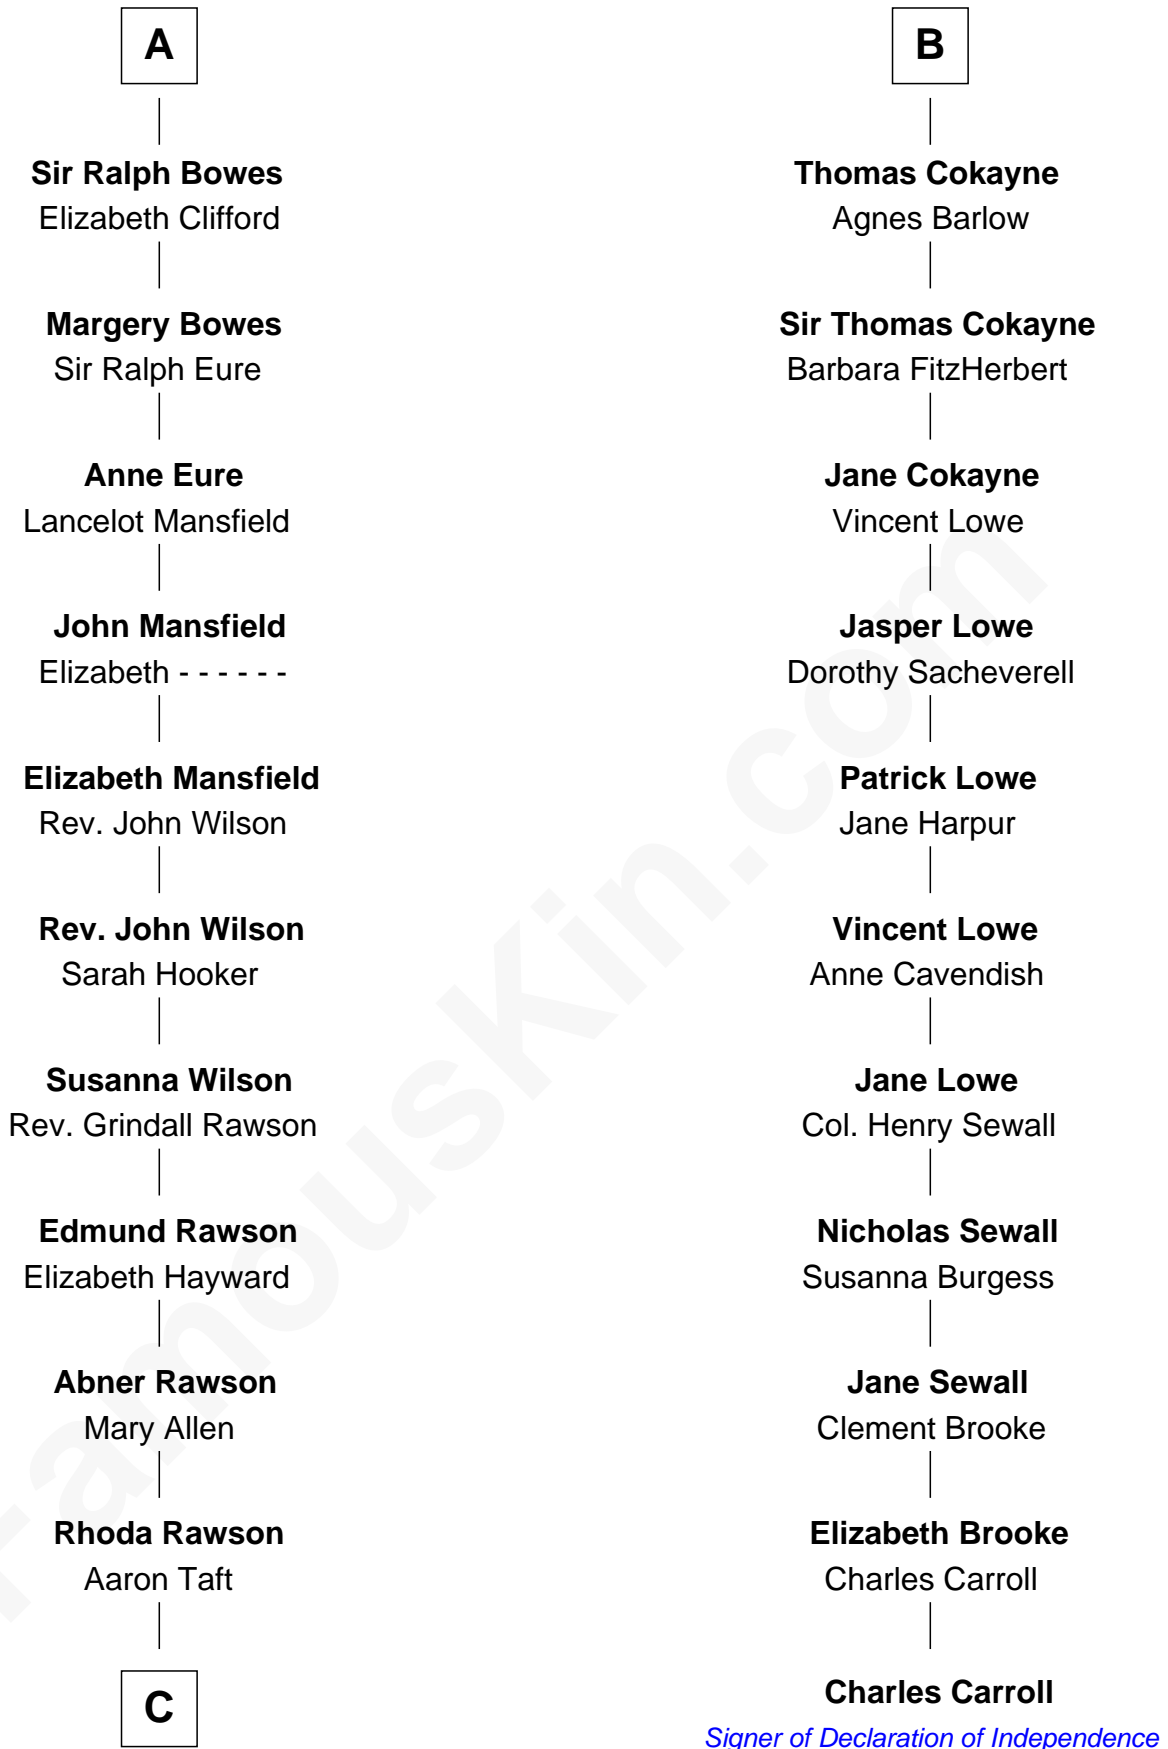 A
Sir Ralph Bowes
Elizabeth Clifford
Margery Bowes
Sir Ralph Eure
Anne Eure
Lancelot Mansfield
John Mansfield
Elizabeth - - - - - -
Elizabeth Mansfield
Rev. John Wilson
Rev. John Wilson
Sarah Hooker
Susanna Wilson
Rev. Grindall Rawson
Edmund Rawson
Elizabeth Hayward
Abner Rawson
Mary Allen
Rhoda Rawson
Aaron Taft
C
B
Thomas Cokayne
Agnes Barlow
Sir Thomas Cokayne
Barbara FitzHerbert
Jane Cokayne
Vincent Lowe
Jasper Lowe
Dorothy Sacheverell
Patrick Lowe
Jane Harpur
Vincent Lowe
Anne Cavendish
Jane Lowe
Col. Henry Sewall
Nicholas Sewall
Susanna Burgess
Jane Sewall
Clement Brooke
Elizabeth Brooke
Charles Carroll
Charles Carroll
Signer of Declaration of Independence
FamousKin.com